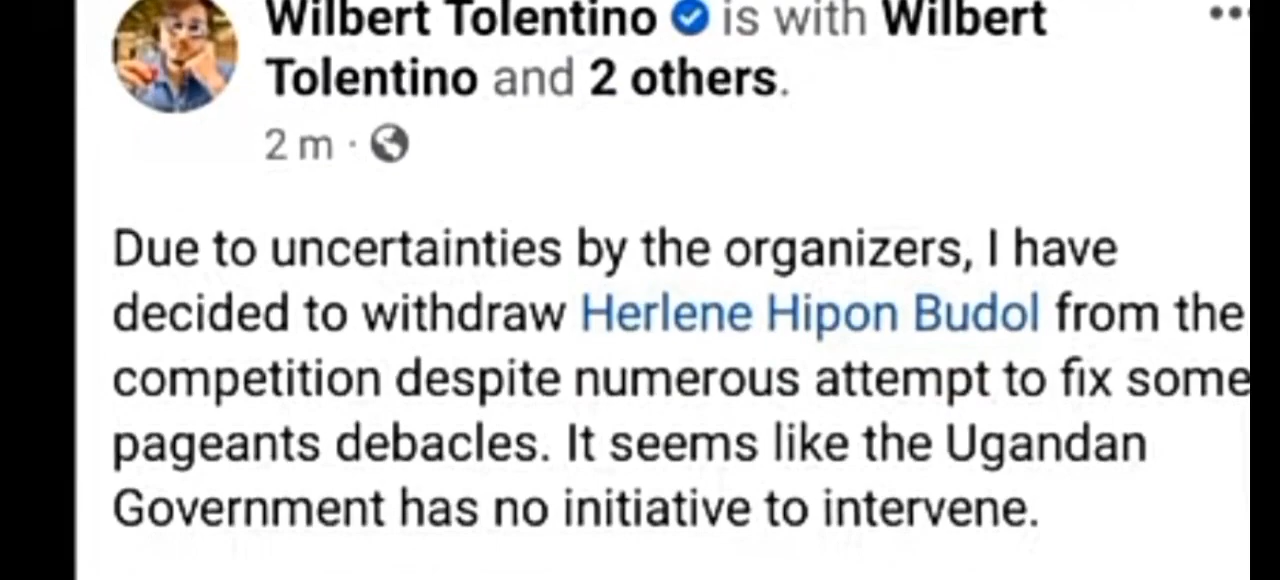 Wilbert Tolentino is with Wilbert
Tolentino and 2 others.
2 m ·
Due to uncertainties by the organizers, I have
decided to withdraw Herlene Hipon Budol from the
competition despite numerous attempt to fix some
pageants debacles. It seems like the Ugandan
Government has no initiative to intervene.